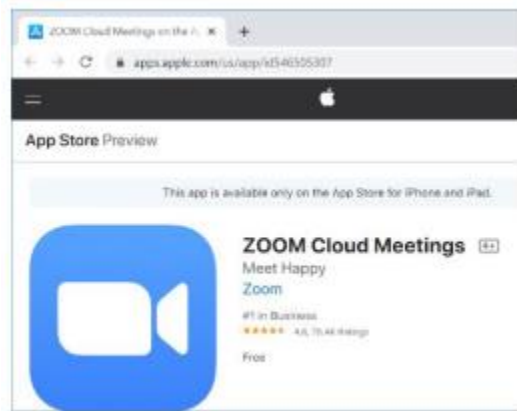 ZOOM Cloud Meetings on the
apps.apple.com/us/app/id546505307
App Store Preview
This app is available only on the App Store for iPhone and iPad.
ZOOM Cloud Meetings 4+
Meet Happy
Zoom
#1 in Business
Ratings
Free